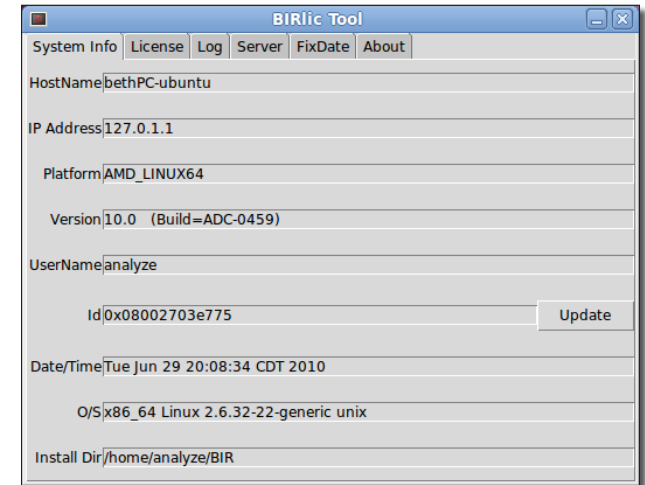 BIRlic Tool
System Info License Log Server FixDate About
HostName bethPC-ubuntu
IP Address 127.0.1.1
Platform AMD_LINUX64
Version 10.0 (Build=ADC-0459)
UserName analyze
Id 0x08002703e775 Update
Date/Time Tue Jun 29 20:08:34 CDT 2010
O/S x86_64 Linux 2.6.32-22-generic unix
Install Dir /home/analyze/BIR